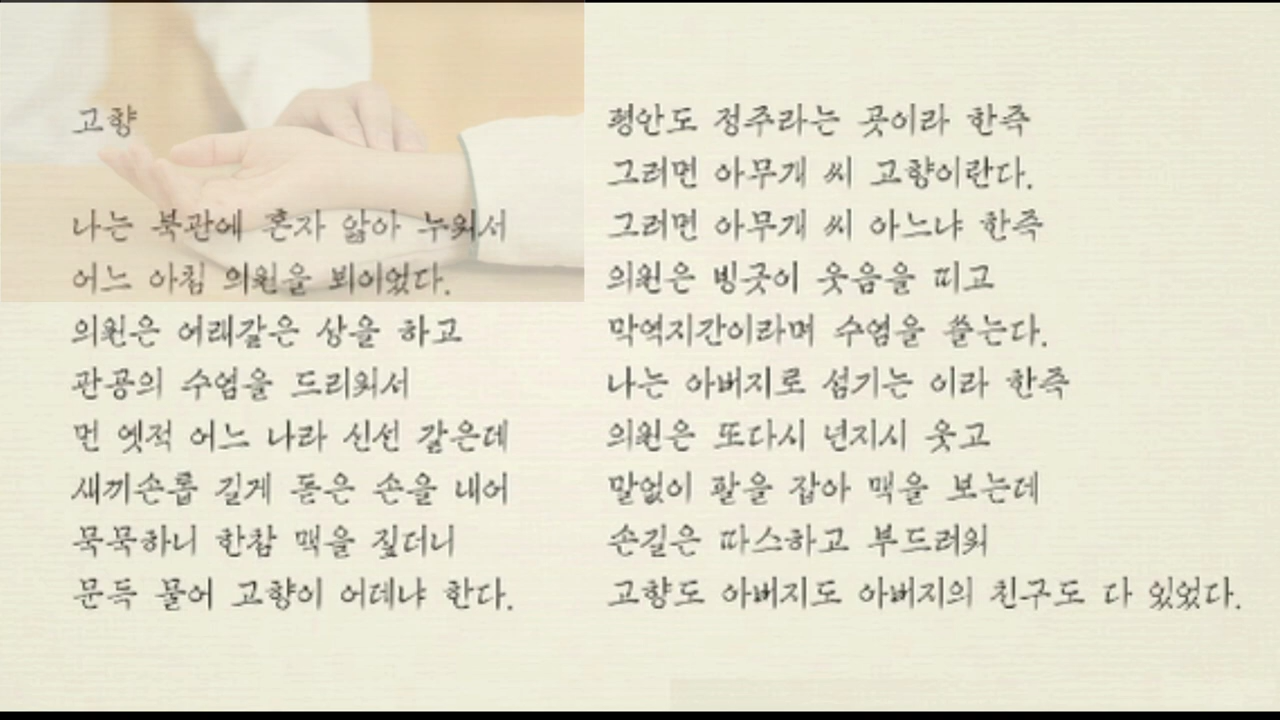 고향
나는 북관에 혼자 앓아 누워서
어느 아침 의원을 뵈이었다.
의원은 여래같은 상을 하고
관공의 수염을 드리워서
먼 옛적 어느 나라 신선 같은데
새끼손톱 길게 돋은 손을 내어
묵묵하니 한참 맥을 짚더니
문득 물어 고향이 어데냐 한다.
평안도 정주라는 곳이라 한즉
그러면 아무개 씨 고향이란다.
그러면 아무개 씨 아느냐 한즉
의원은 빙긋이 웃음을 띠고
막역지간이라며 수염을 쓸는다.
나는 아버지로 섬기는 이라 한즉
의원은 또다시 넌지시 웃고
말없이 팔을 잡아 맥을 보는데
손길은 따스하고 부드러워
고향도 아버지도 아버지의 친구도 다 있었다.